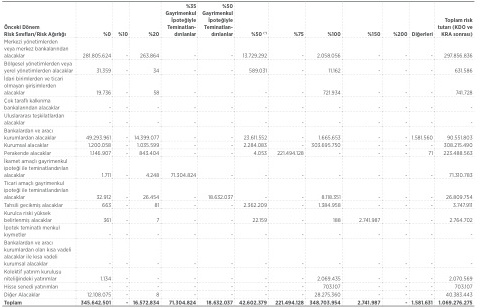 Önceki Dönem
Risk Sınıfları/Risk Ağırlığı %0 %10 %20 %35 Gayrimenkul İpoteğiyle Teminatlandırılanlar %50 Gayrimenkul İpoteğiyle Teminatlandırılanlar %50 (*) %75 %100 %150 %200 Diğerleri Toplam risk tutarı (KDO ve KRA sonrası)
Merkezi yönetimlerden
veya merkez bankalarından
alacaklar 281.805.624 - 263.864 - - 13.729.292 - 2.058.056 - - - 297.856.836
Bölgesel yönetimlerden veya
yerel yönetimlerden alacaklar 31.359 - 34 - - 589.031 - 11.162 - - - 631.586
İdari birimlerden ve ticari
olmayan girişimlerden
alacaklar 19.736 - 58 - - - - 721.934 - - - 741.728
Çok taraflı kalkınma
bankalarından alacaklar - - - - - - - - - - - -
Uluslararası teşkilatlardan
alacaklar - - - - - - - - - - - -
Bankalardan ve aracı
kurumlardan alacaklar 49.293.961 - 14.399.077 - - 23.611.552 - 1.665.653 - - 1.581.560 90.551.803
Kurumsal alacaklar 1.200.058 - 1.035.599 - - 2.284.083 - 303.695.750 - - - 308.215.490
Perakende alacaklar 1.146.907 - 843.404 - - 4.053 221.494.128 - - - 71 223.488.563
İkamet amaçlı gayrimenkul
ipoteği ile teminatlandırılan
alacaklar 1.711 - 4.248 71.304.824 - - - - - - - 71.310.783
Ticari amaçlı gayrimenkul
ipoteği ile teminatlandırılan
alacaklar 32.912 - 26.454 - 18.632.037 - - 8.118.351 - - - 26.809.754
Tahsili gecikmiş alacaklar 663 - 81 - - 2.362.209 - 1.384.958 - - - 3.747.911
Kurulca riski yüksek
belirlenmiş alacaklar 361 - 7 - - 22.159 - 188 2.741.987 - - 2.764.702
İpotek teminatlı menkul
kıymetler - - - - - - - - - - - -
Bankalardan ve aracı
kurumlardan olan kısa vadeli
alacaklar ile kısa vadeli
kurumsal alacaklar - - - - - - - - - - - -
Kolektif yatırım kuruluşu
niteliğindeki yatırımlar 1.134 - - - - - - 2.069.435 - - - 2.070.569
Hisse senedi yatırımları - - - - - - - 703.107 - - - 703.107
Diğer Alacaklar 12.108.075 - 8 - - - - 28.275.360 - - - 40.383.443
Toplam 345.642.501 - 16.572.834 71.304.824 18.632.037 42.602.379 221.494.128 348.703.954 2.741.987 - 1.581.631 1.069.276.275